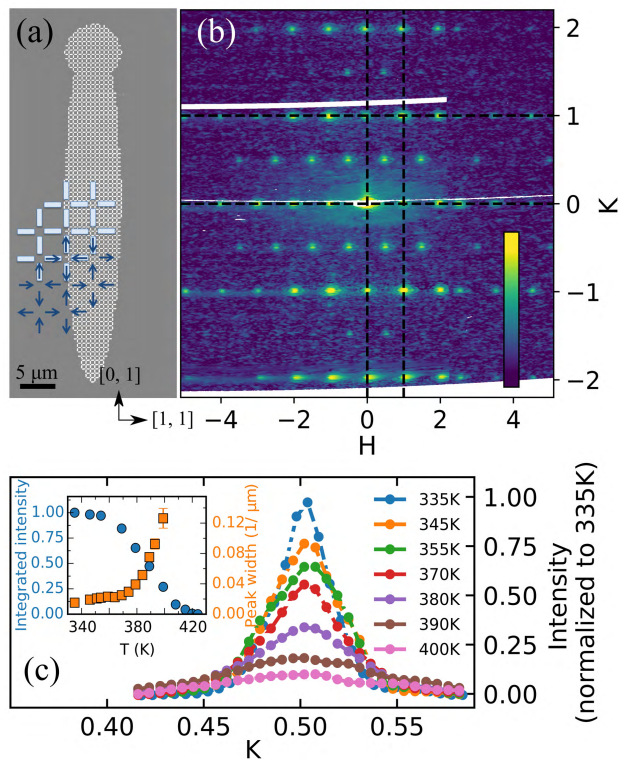 (a)
5 μm
[0, 1]
[1, 1]
(b)
2
1
0
−1
−2
K
−4
−2
0
2
4
H
(c)
1.00
0.75
0.50
0.25
0.00
Integrated intensity
0.12
0.08
0.04
0.00
Peak width (1/ μm)
340
380
420
T (K)
335K
345K
355K
370K
380K
390K
400K
1.00
0.75
0.50
0.25
0.00
Intensity
(normalized to 335K)
0.40
0.45
0.50
0.55
K